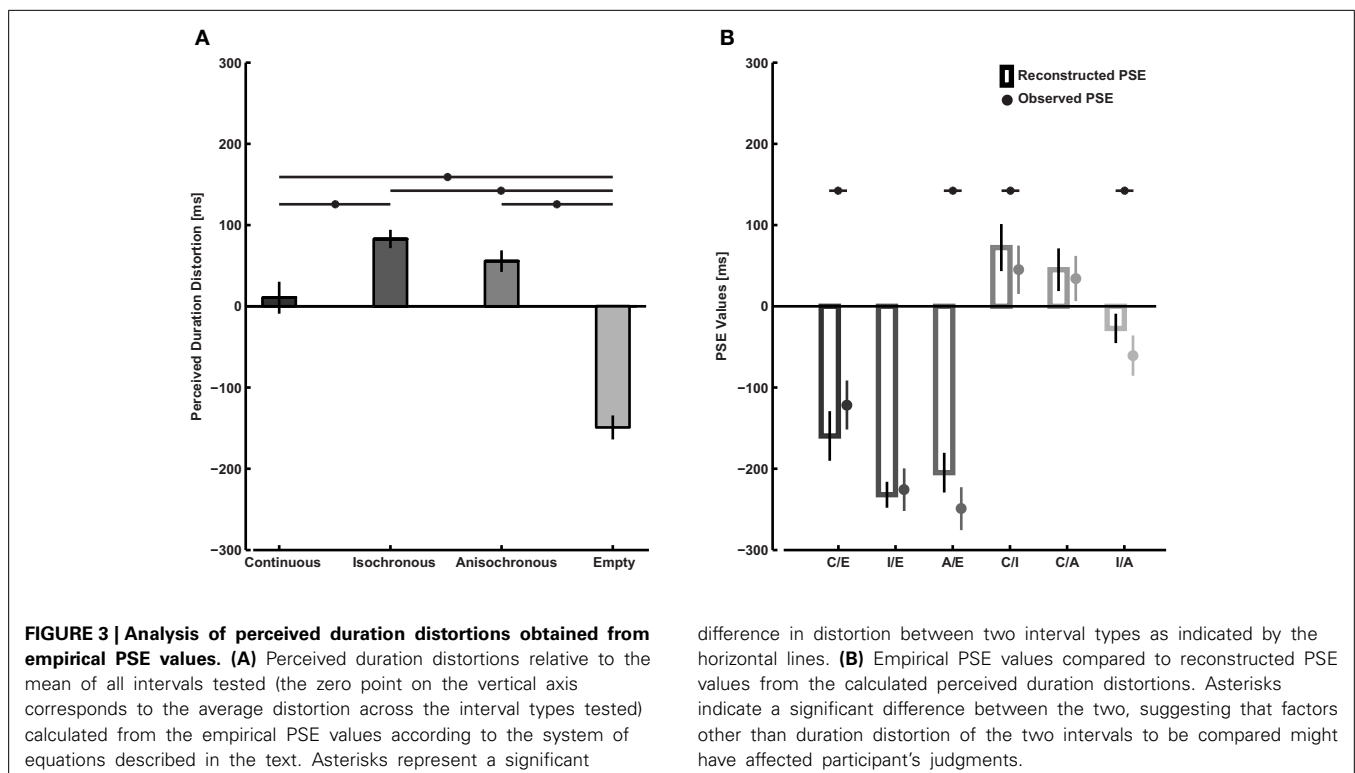 A
300
200
100
0
−100
−200
−300
Perceived Duration Distortion [ms]
Continuous
Isochronous
Anisochronous
Empty
B
300
200
100
0
−100
−200
−300
PSE Values [ms]
Reconstructed PSE
Observed PSE
C/E
I/E
A/E
C/I
C/A
I/A
FIGURE 3 | Analysis of perceived duration distortions obtained from
empirical PSE values. (A) Perceived duration distortions relative to the
mean of all intervals tested (the zero point on the vertical axis
corresponds to the average distortion across the interval types tested)
calculated from the empirical PSE values according to the system of
equations described in the text. Asterisks represent a significant
difference in distortion between two interval types as indicated by the
horizontal lines. (B) Empirical PSE values compared to reconstructed PSE
values from the calculated perceived duration distortions. Asterisks
indicate a significant difference between the two, suggesting that factors
other than duration distortion of the two intervals to be compared might
have affected participant's judgments.